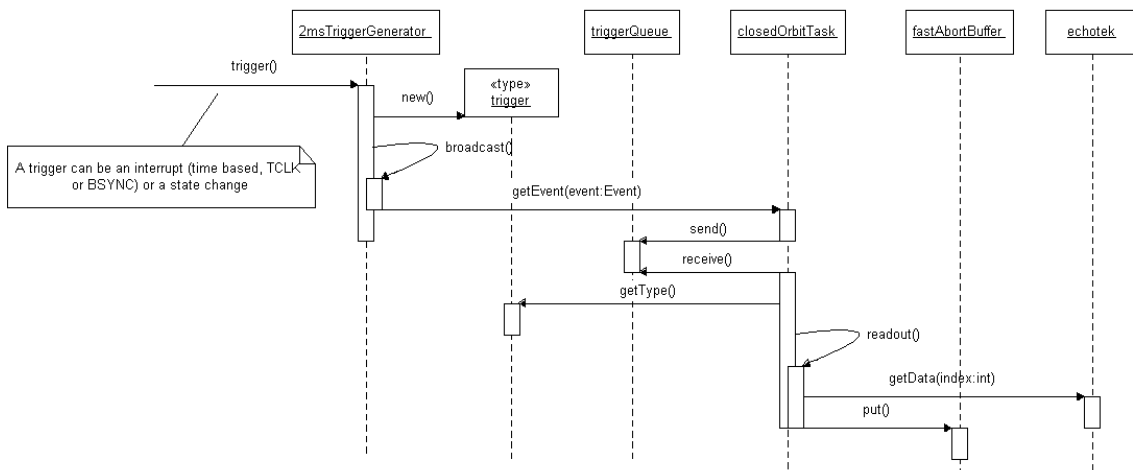 2msTriggerGenerator
triggerQueue
closedOrbitTask
fastAbortBuffer
echotek
trigger()
«type»
trigger
new()
A trigger can be an interrupt (time based, TCLK
or BSYNC) or a state change
broadcast()
getEvent(event:Event)
send()
receive()
getType()
readout()
getData(index:int)
put()